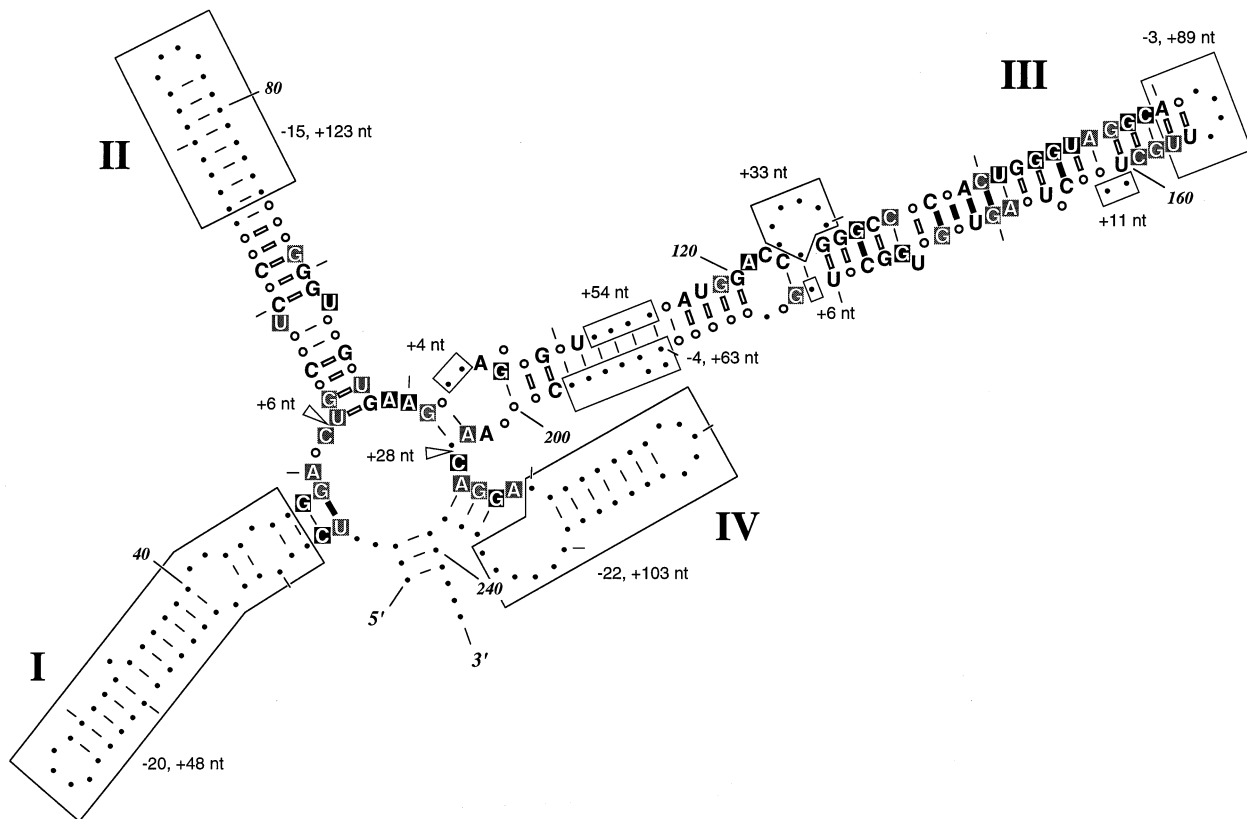 II
80
-15, +123 nt
III
-3, +89 nt
A
C
G
G
A
U
G
G
G
U
C
A
C
C
C
G
G
G
U
U
G
C
U
160
+11 nt
C
U
A
G
U
G
U
G
G
C
U
+33 nt
+6 nt
120
C
C
A
G
G
U
A
G
+54 nt
U
G
G
A
+4 nt
C
-4, +63 nt
200
G
G
G
U
C
C
U
G
U
C
G
U
G
A
A
G
+6 nt
C
A
G
G
C
U
A
A
+28 nt
C
A
G
G
A
IV
-22, +103 nt
240
5'
3'
40
I
-20, +48 nt